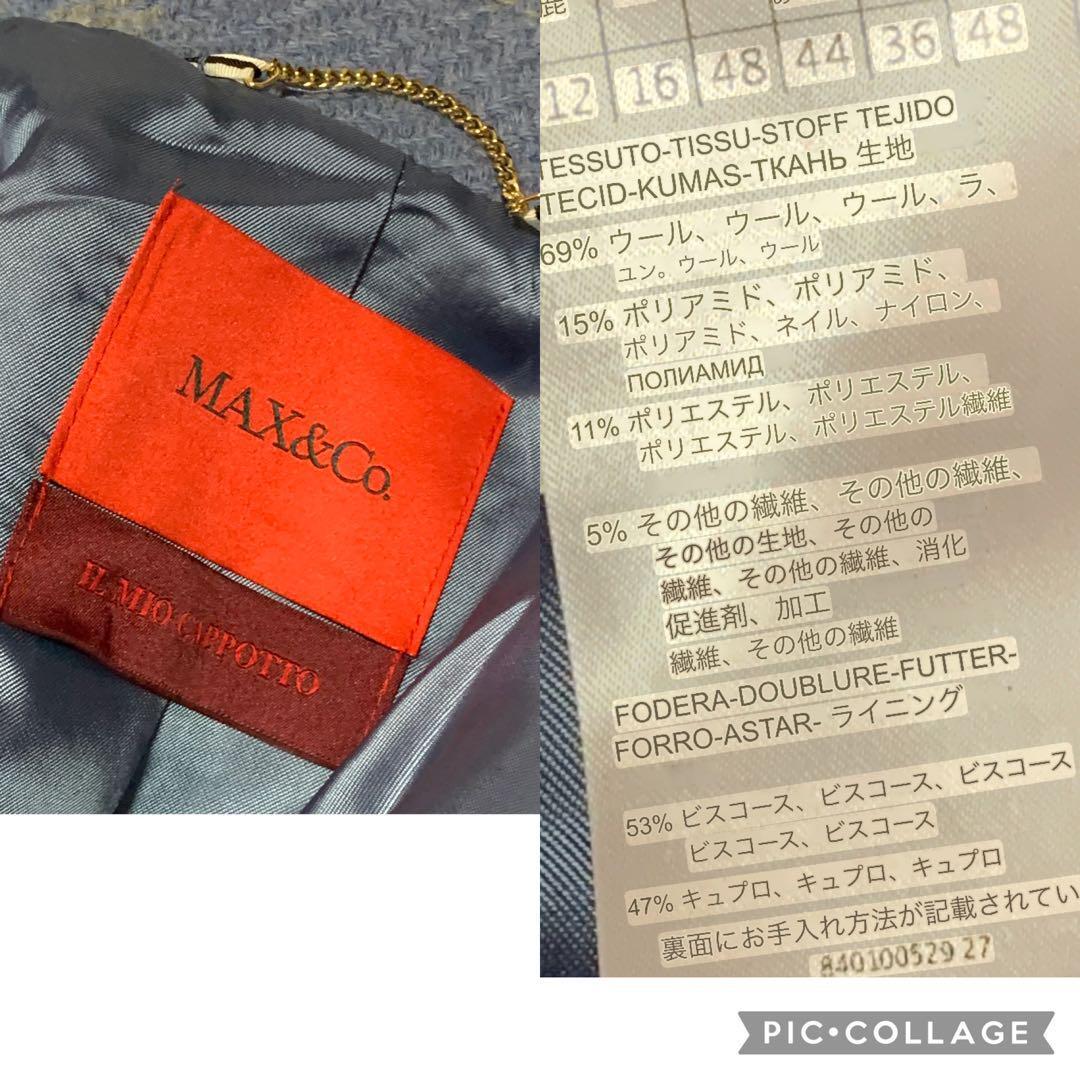 MAX&Co.
IL MIO CAPPOTTO
12 16 48 44 36 48
TESSUTO-TISSU-STOFF TEJIDO
TECID-KUMAS-ТКАНЬ 生地
69% ウール、ウール、ウール、ラ、
ユン。ウール、ウール
15% ポリアミド、ポリアミド、
ポリアミド、ネイル、ナイロン、
ПОЛИАМИД
11% ポリエステル、ポリエステル、
ポリエステル、ポリエステル繊維
5% その他の繊維、その他の繊維、
その他の生地、その他の
繊維、その他の繊維、消化
促進剤、加工
繊維、その他の繊維
FODERA-DOUBLURE-FUTTER-
FORRO-ASTAR- ライニング
53% ビスコース、ビスコース、ビスコース
ビスコース、ビスコース
47% キュプロ、キュプロ、キュプロ
裏面にお手入れ方法が記載されてい
840100529 27
PIC•COLLAGE